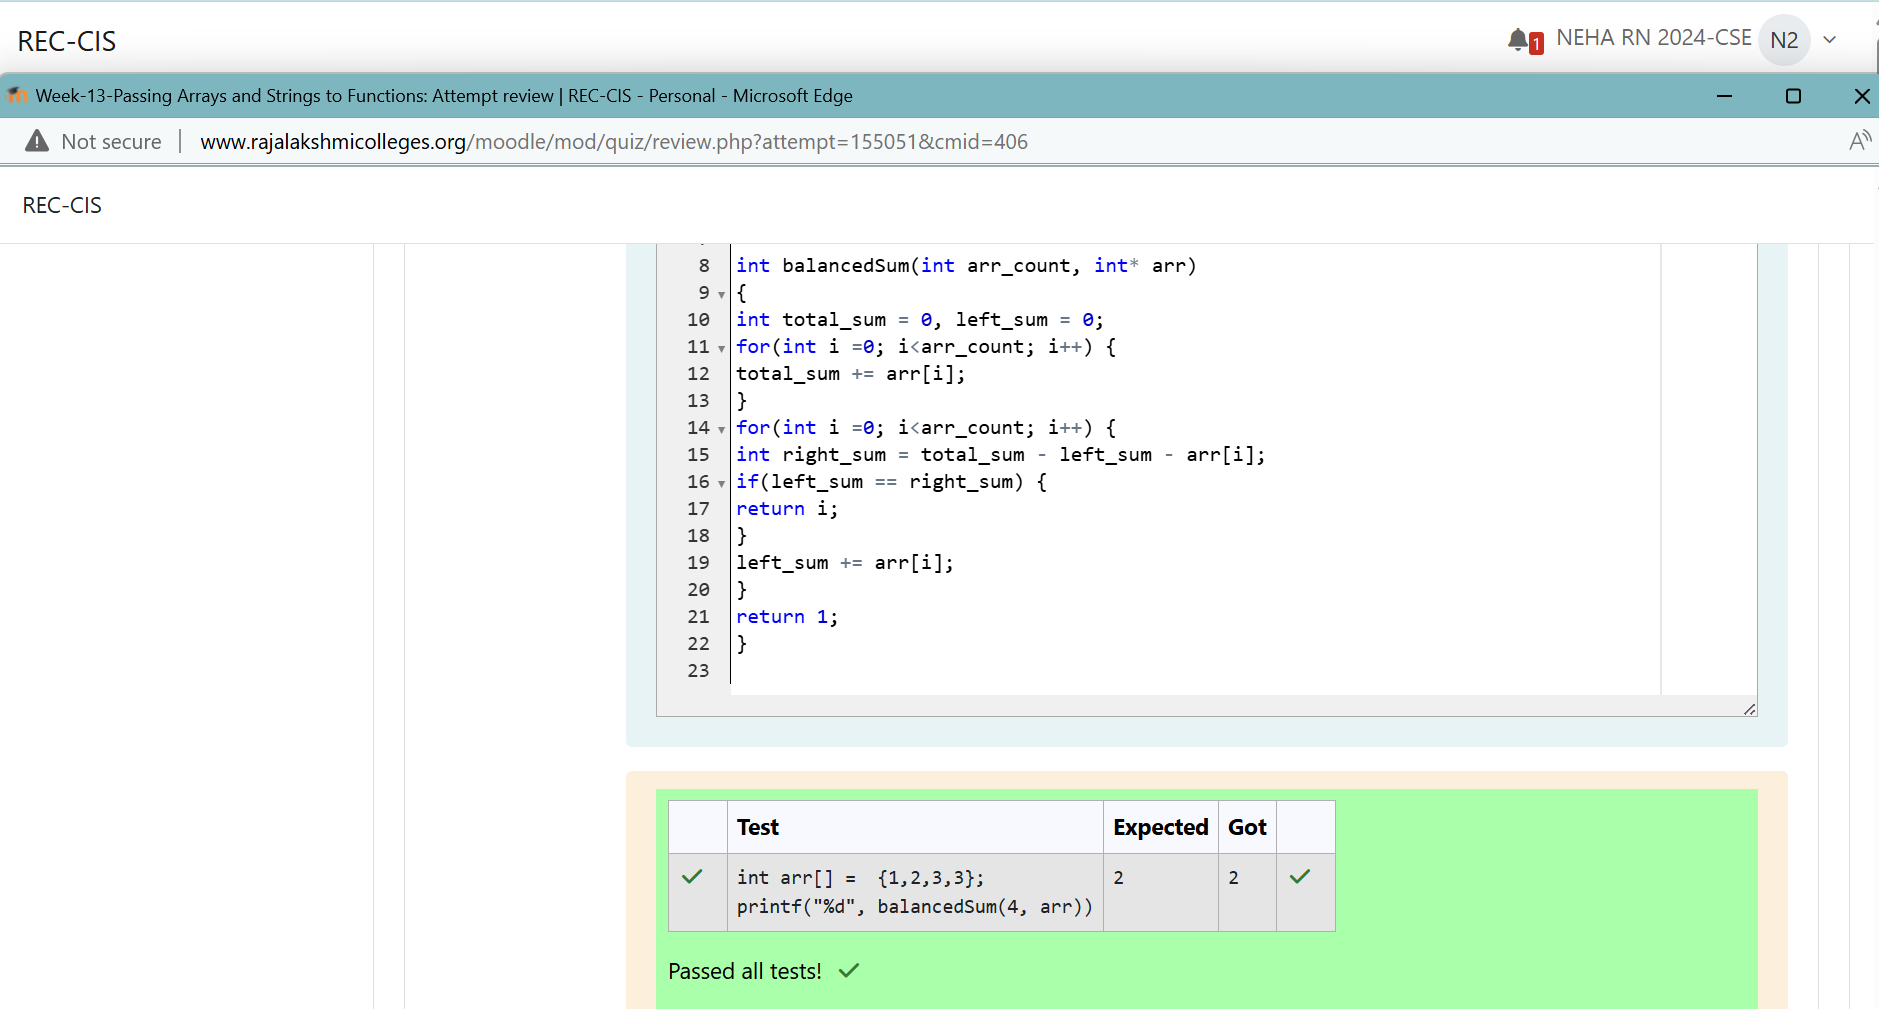 REC-CIS
1
NEHA RN 2024-CSE
N2
Week-13-Passing Arrays and Strings to Functions: Attempt review | REC-CIS - Personal - Microsoft Edge
Not secure
www.rajalakshmicolleges.org/moodle/mod/quiz/review.php?attempt=155051&cmid=406
REC-CIS
8 int balancedSum(int arr_count, int* arr)
9 {
10 int total_sum = 0, left_sum = 0;
11 for(int i =0; i<arr_count; i++) {
12 total_sum += arr[i];
13 }
14 for(int i =0; i<arr_count; i++) {
15 int right_sum = total_sum - left_sum - arr[i];
16 if(left_sum == right_sum) {
17 return i;
18 }
19 left_sum += arr[i];
20 }
21 return 1;
22 }
23
Test Expected Got
int arr[] =  {1,2,3,3}; 2 2
printf("%d", balancedSum(4, arr))
Passed all tests!